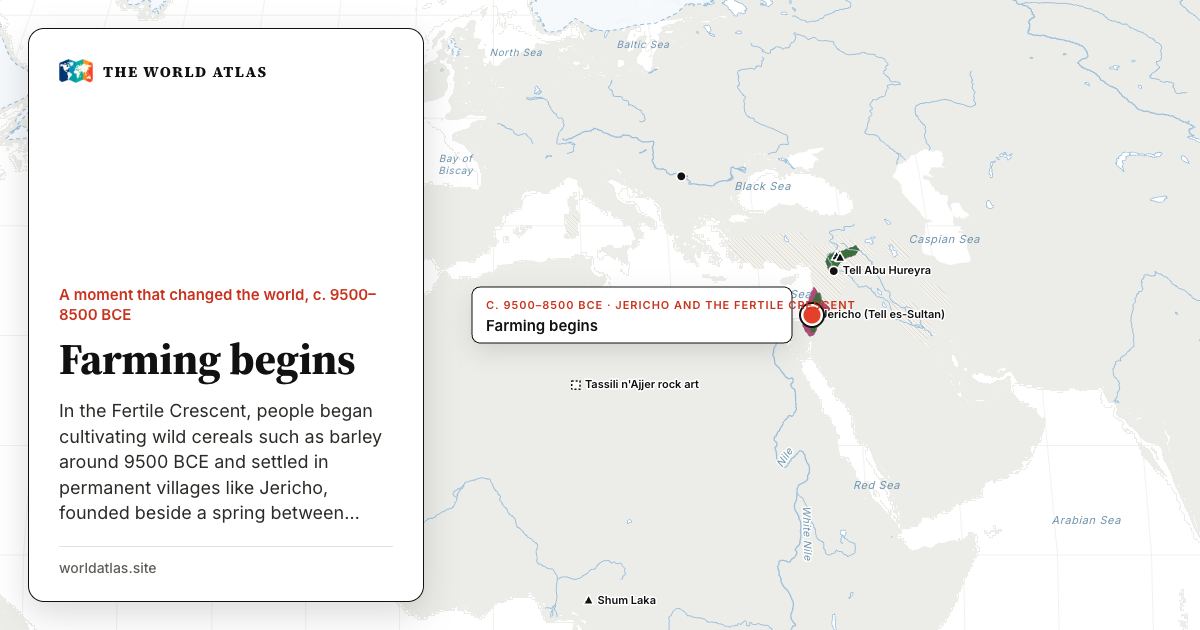 THE WORLD ATLAS
A moment that changed the world, c. 9500–
8500 BCE
Farming begins
In the Fertile Crescent, people began
cultivating wild cereals such as barley
around 9500 BCE and settled in
permanent villages like Jericho,
founded beside a spring between…
worldatlas.site
North Sea
Baltic Sea
Bay of
Biscay
Black Sea
Caspian Sea
Tell Abu Hureyra
Sea
C. 9500–8500 BCE · JERICHO AND THE FERTILE CRESCENT
Farming begins
Jericho (Tell es-Sultan)
Tassili n'Ajjer rock art
Nile
Red Sea
White Nile
Arabian Sea
Shum Laka